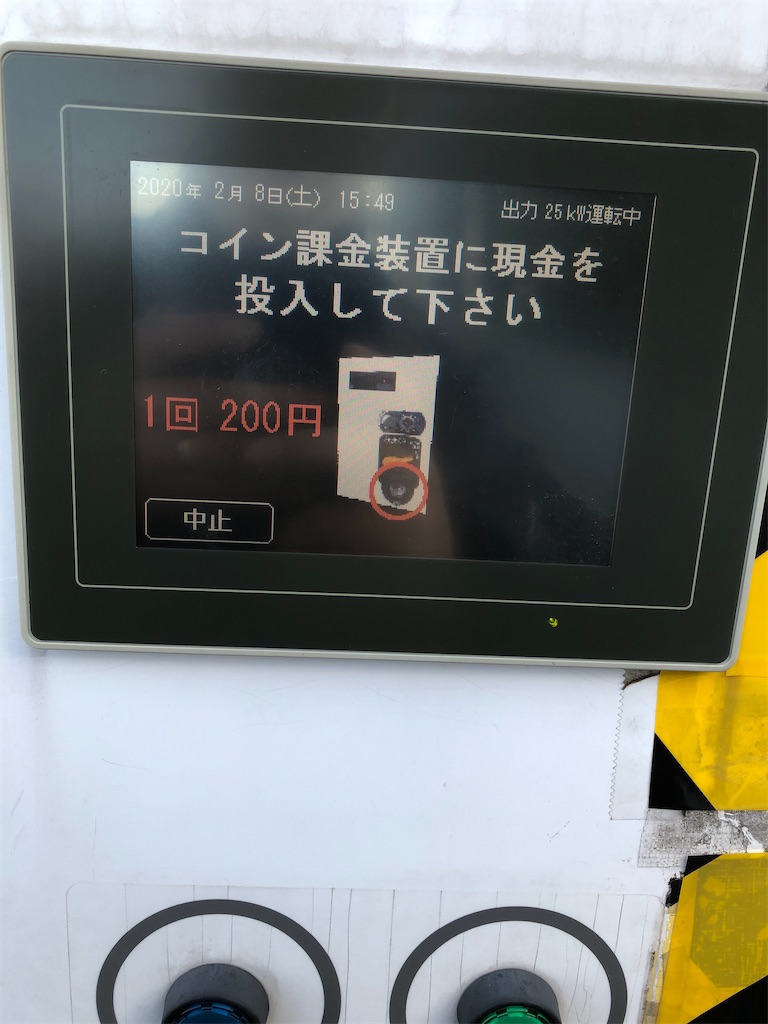 2020年 2月 8日(土) 15:49
出力 25kW運転中
コイン課金装置に現金を
投入して下さい
1回 200円
中止